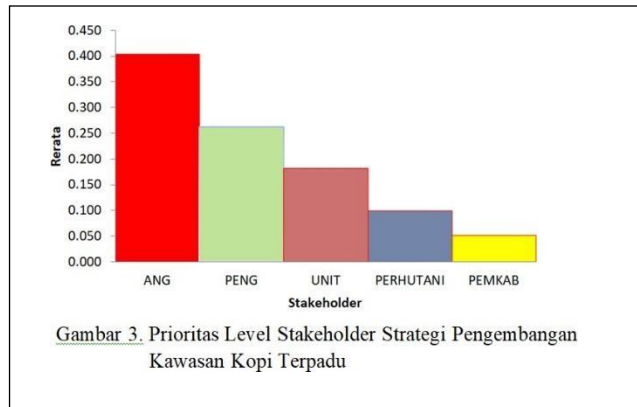 0.450
0.400
0.350
0.300
0.250
0.200
0.150
0.100
0.050
0.000
Rerata
ANG PENG UNIT PERHUTANI PEMKAB
Stakeholder
Gambar 3. Prioritas Level Stakeholder Strategi Pengembangan
Kawasan Kopi Terpadu